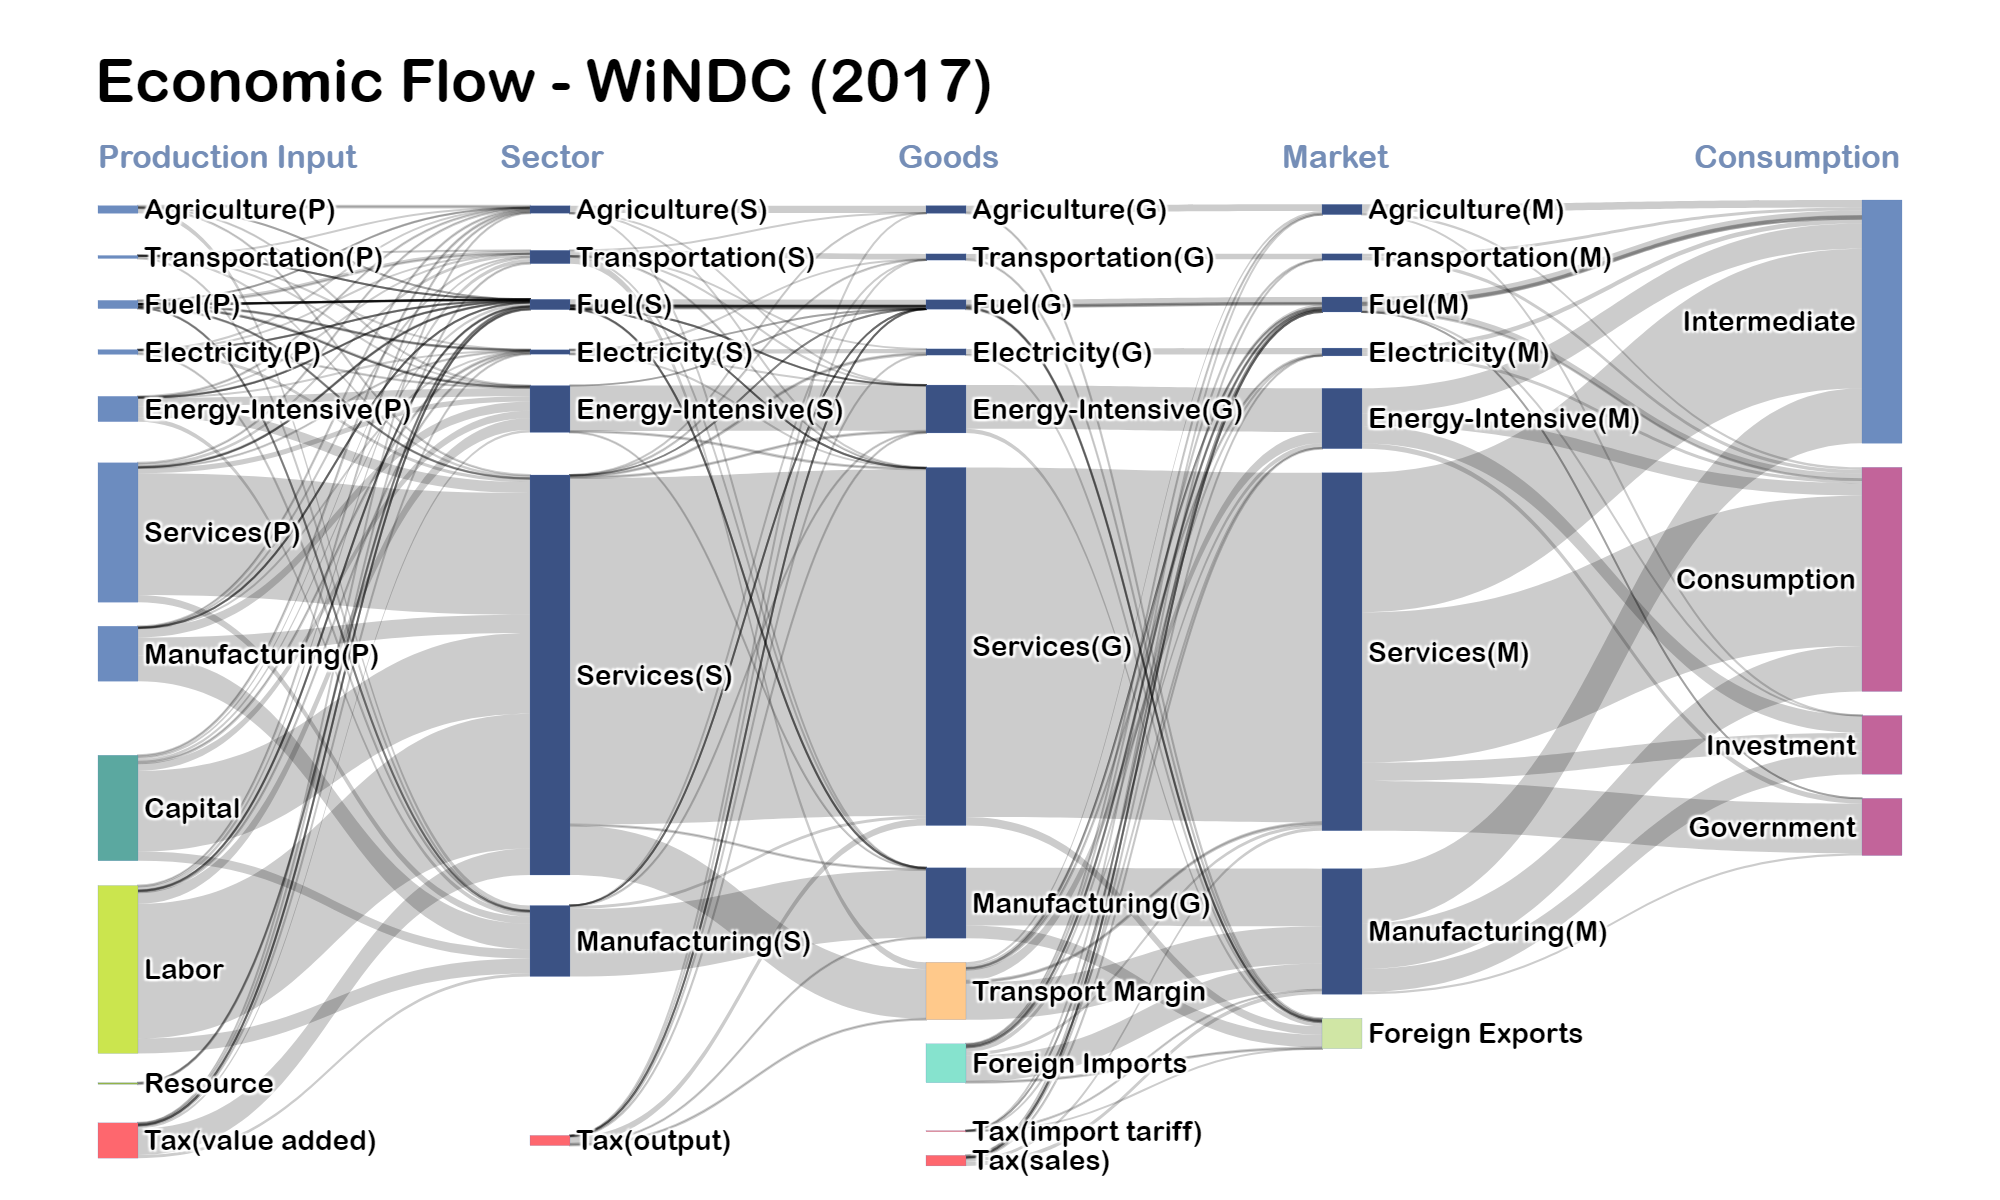 Economic Flow - WiNDC (2017)
Production Input
Sector
Goods
Market
Consumption
Agriculture(P)
Transportation(P)
Fuel(P)
Electricity(P)
Energy-Intensive(P)
Services(P)
Manufacturing(P)
Capital
Labor
Resource
Tax(value added)
Agriculture(S)
Transportation(S)
Fuel(S)
Electricity(S)
Energy-Intensive(S)
Services(S)
Manufacturing(S)
Tax(output)
Agriculture(G)
Transportation(G)
Fuel(G)
Electricity(G)
Energy-Intensive(G)
Services(G)
Manufacturing(G)
Transport Margin
Foreign Imports
Tax(import tariff)
Tax(sales)
Agriculture(M)
Transportation(M)
Fuel(M)
Electricity(M)
Energy-Intensive(M)
Services(M)
Manufacturing(M)
Foreign Exports
Intermediate
Consumption
Investment
Government